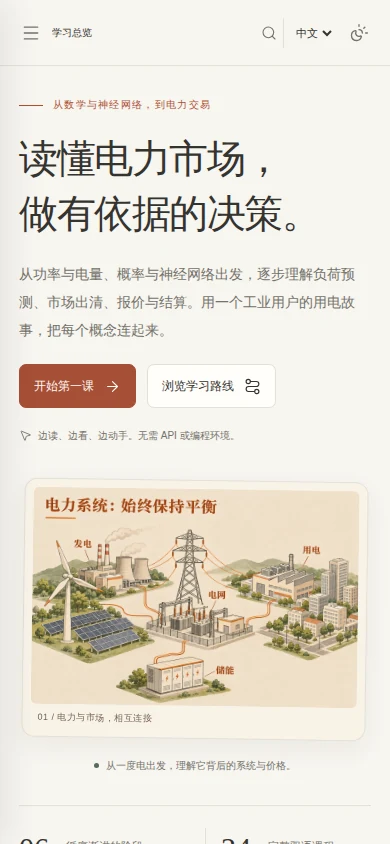 学习总览
中文
从数学与神经网络，到电力交易
读懂电力市场，
做有依据的决策。
从功率与电量、概率与神经网络出发，逐步理解负荷预
测、市场出清、报价与结算。用一个工业用户的用电故
事，把每个概念连起来。
开始第一课
浏览学习路线
边读、边看、边动手。无需 API 或编程环境。
电力系统：始终保持平衡
发电
用电
电网
储能
01 / 电力与市场，相互连接
从一度电出发，理解它背后的系统与价格。